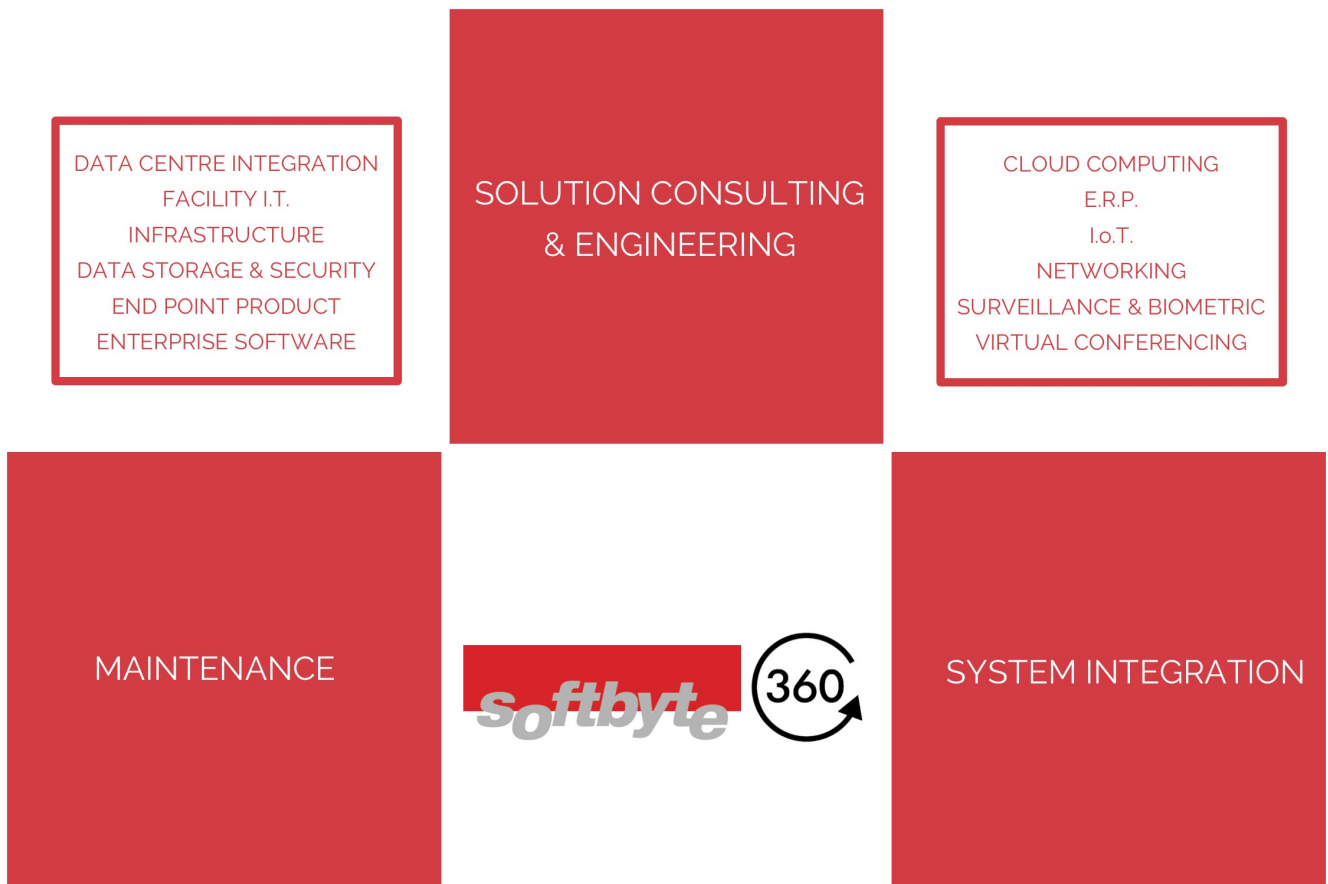 DATA CENTRE INTEGRATION
FACILITY I.T.
INFRASTRUCTURE
DATA STORAGE & SECURITY
END POINT PRODUCT
ENTERPRISE SOFTWARE
SOLUTION CONSULTING
& ENGINEERING
CLOUD COMPUTING
E.R.P.
I.o.T.
NETWORKING
SURVEILLANCE & BIOMETRIC
VIRTUAL CONFERENCING
MAINTENANCE
softbyte
360
SYSTEM INTEGRATION